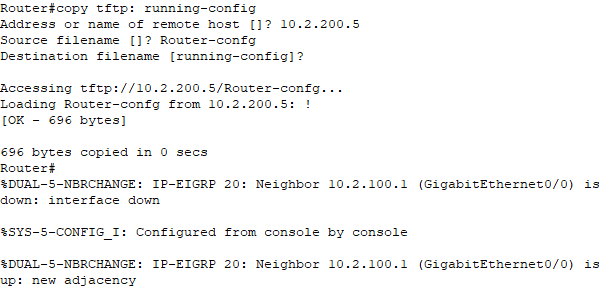 Router#copy tftp: running-config
Address or name of remote host []? 10.2.200.5
Source filename []? Router-confg
Destination filename [running-config]?
Accessing tftp://10.2.200.5/Router-confg...
Loading Router-confg from 10.2.200.5: !
[OK - 696 bytes]
696 bytes copied in 0 secs
Router#
%DUAL-5-NBRCHANGE: IP-EIGRP 20: Neighbor 10.2.100.1 (GigabitEthernet0/0) is
down: interface down
%SYS-5-CONFIG_I: Configured from console by console
%DUAL-5-NBRCHANGE: IP-EIGRP 20: Neighbor 10.2.100.1 (GigabitEthernet0/0) is
up: new adjacency